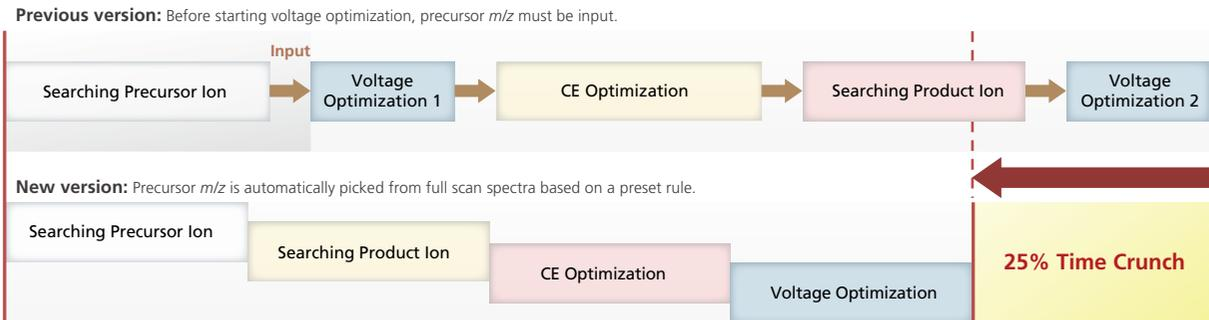 Previous version: Before starting voltage optimization, precursor m/z must be input.
Input
Searching Precursor Ion
Voltage
Optimization 1
CE Optimization
Searching Product Ion
Voltage
Optimization 2
New version: Precursor m/z is automatically picked from full scan spectra based on a preset rule.
Searching Precursor Ion
Searching Product Ion
CE Optimization
Voltage Optimization
25% Time Crunch